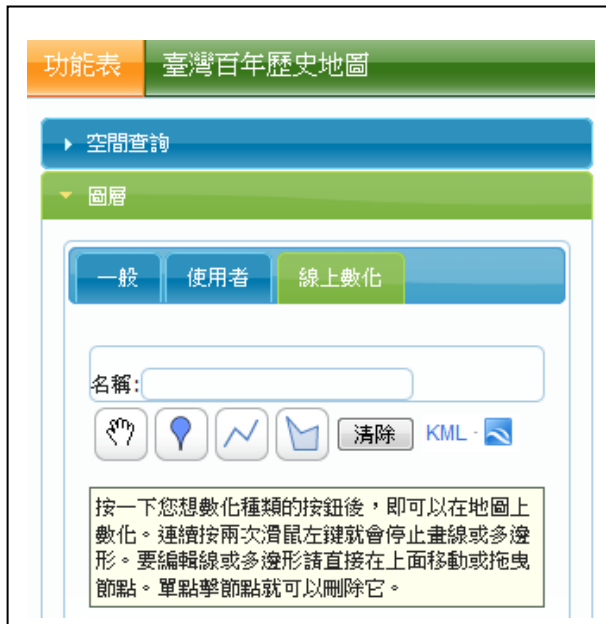 功能表 臺灣百年歷史地圖
空間查詢
圖層
一般 使用者 線上數化
名稱:
清除 KML -
按一下您想數化種類的按鈕後，即可以在地圖上
數化。連續按兩次滑鼠左鍵就會停止畫線或多邊
形。要編輯線或多邊形請直接在上面移動或拖曳
節點。單點擊節點就可以刪除它。